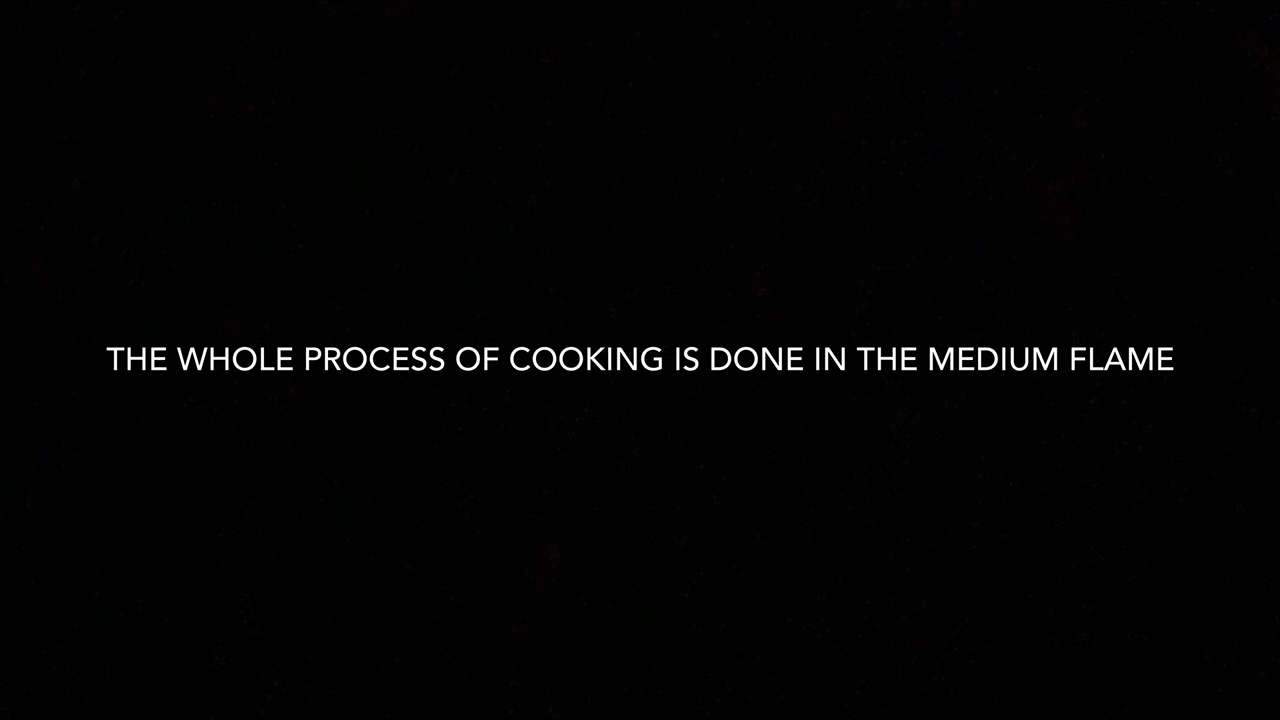 THE WHOLE PROCESS OF COOKING IS DONE IN THE MEDIUM FLAME